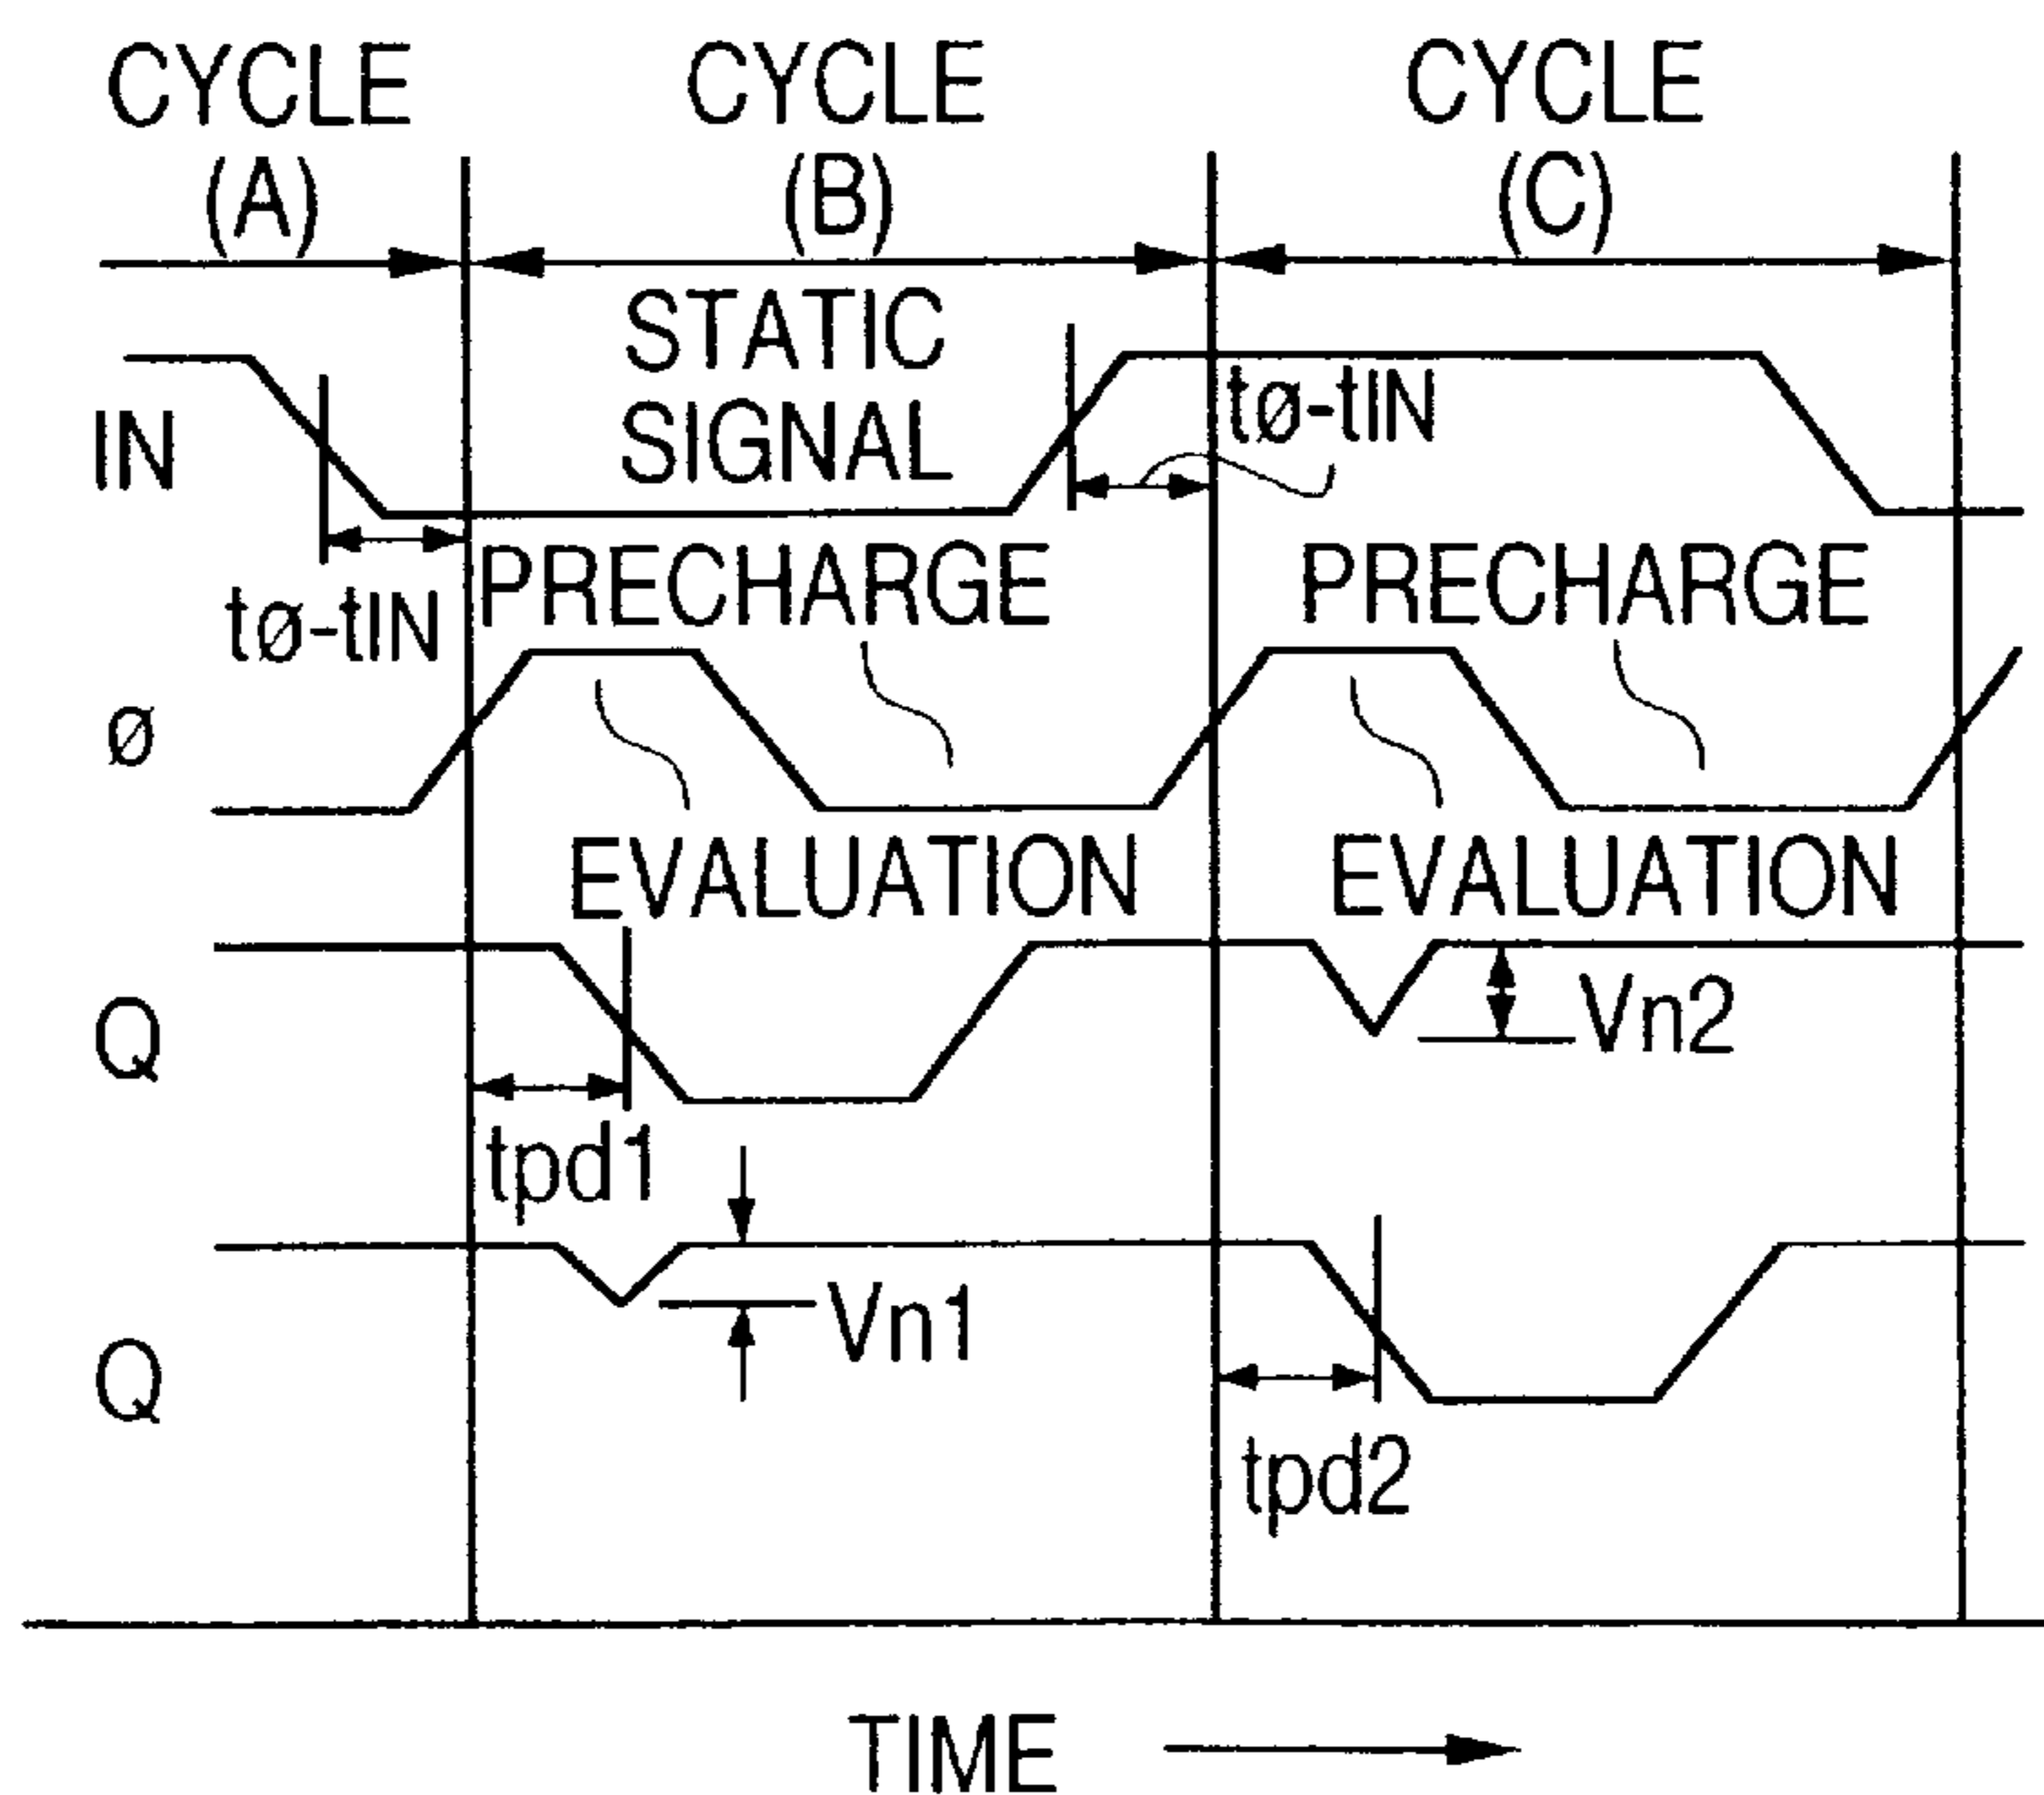 CYCLE
(A)
CYCLE
(B)
CYCLE
(C)
STATIC
SIGNAL
IN
tø-tIN
tø-tIN
PRECHARGE
PRECHARGE
ø
EVALUATION
EVALUATION
Q
Vn2
tpd1
Q
Vn1
tpd2
TIME